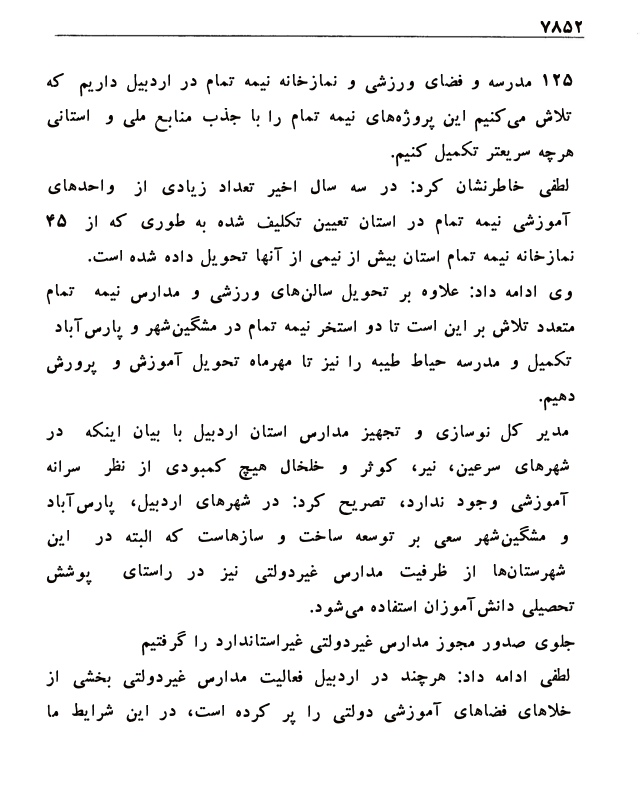 ۷۸۵۲
۱۲۵ مدرسه و فضای ورزشی و نمازخانه نیمه تمام در اردبیل داریم که
تلاش می‌کنیم این پروژه‌های نیمه تمام را با جذب منابع ملی و استانی
هرچه سریعتر تکمیل کنیم.
لطفی خاطرنشان کرد: در سه سال اخیر تعداد زیادی از واحدهای
آموزشی نیمه تمام در استان تعیین تکلیف شده به طوری که از ۴۵
نمازخانه نیمه تمام استان بیش از نیمی از آنها تحویل داده شده است.
وی ادامه داد: علاوه بر تحویل سالن‌های ورزشی و مدارس نیمه تمام
متعدد تلاش بر این است تا دو استخر نیمه تمام در مشگین‌شهر و پارس‌آباد
تکمیل و مدرسه حیاط طیبه را نیز تا مهرماه تحویل آموزش و پرورش
دهیم.
مدیر کل نوسازی و تجهیز مدارس استان اردبیل با بیان اینکه در
شهرهای سرعین، نیر، کوثر و خلخال هیچ کمبودی از نظر سرانه
آموزشی وجود ندارد، تصریح کرد: در شهرهای اردبیل، پارس‌آباد
و مشگین‌شهر سعی بر توسعه ساخت و سازهاست که البته در این
شهرستان‌ها از ظرفیت مدارس غیردولتی نیز در راستای پوشش
تحصیلی دانش‌آموزان استفاده می‌شود.
جلوی صدور مجوز مدارس غیردولتی غیراستاندارد را گرفتیم
لطفی ادامه داد: هرچند در اردبیل فعالیت مدارس غیردولتی بخشی از
خلاهای فضاهای آموزشی دولتی را پر کرده است، در این شرایط ما